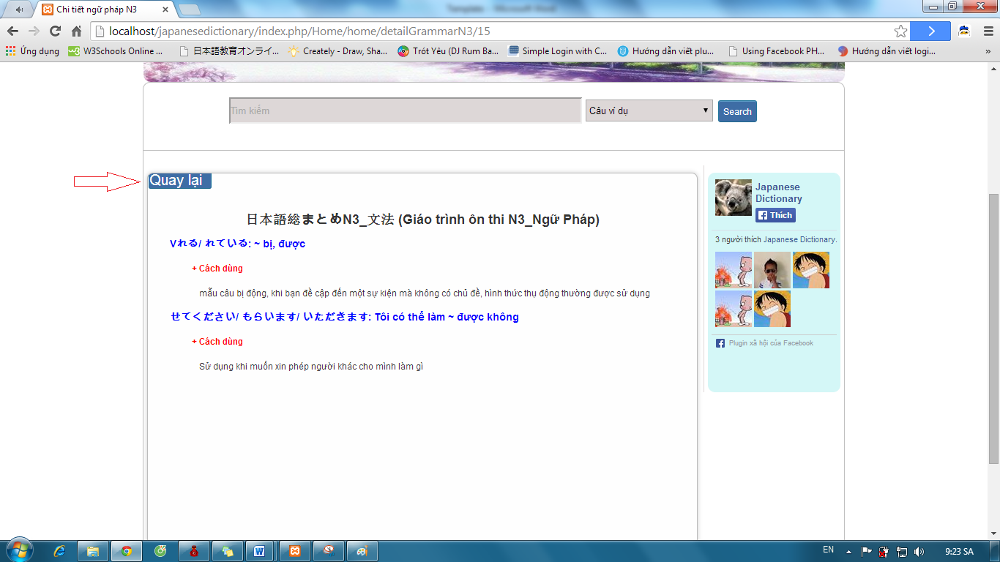 Chi tiết ngữ pháp N3
localhost/japanesedictionary/index.php/Home/home/detailGrammarN3/15
Ứng dụng W3Schools Online ... 日本語教育オンライ... Creately - Draw, Sha... Trót Yêu (DJ Rum Ba... Simple Login with C... Hướng dẫn viết plu... Using Facebook PH... Hướng dẫn viết logi... »
Tìm kiếm Câu ví dụ Search
Quay lại
日本語総まとめN3_文法 (Giáo trình ôn thi N3_Ngữ Pháp)
Vれる/ れている: ~ bị, được
+ Cách dùng
mẫu câu bị động, khi bạn đề cập đến một sự kiện mà không có chủ đề, hình thức thụ động thường được sử dụng
せてください/ もらいます/ いただきます: Tôi có thể làm ~ được không
+ Cách dùng
Sử dụng khi muốn xin phép người khác cho mình làm gì
Japanese
Dictionary
Thích
3 người thích Japanese Dictionary.
Plugin xã hội của Facebook
EN 9:23 SA